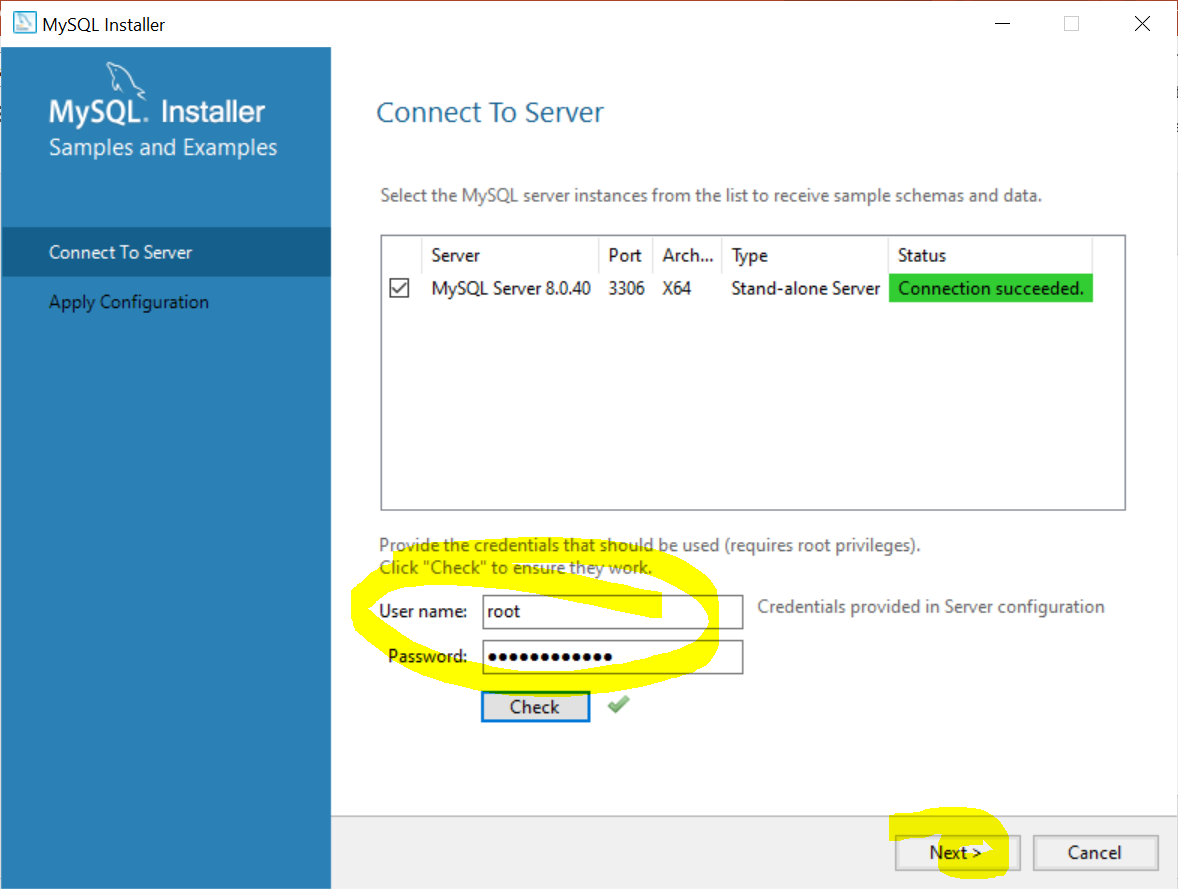 MySQL Installer
MySQL. Installer
Samples and Examples
Connect To Server
Apply Configuration
Connect To Server
Select the MySQL server instances from the list to receive sample schemas and data.
Server Port Arch... Type Status
MySQL Server 8.0.40 3306 X64 Stand-alone Server Connection succeeded.
Provide the credentials that should be used (requires root privileges).
Click "Check" to ensure they work.
User name: root Credentials provided in Server configuration
Password: ●●●●●●●●●●●●
Check
Next > Cancel